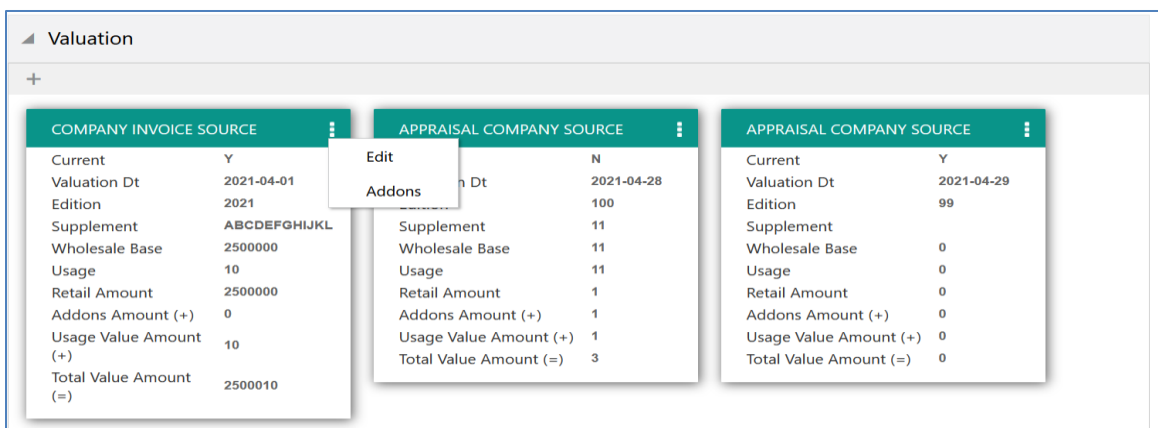 Valuation
+
COMPANY INVOICE SOURCE
Current Y
Valuation Dt 2021-04-01
Edition 2021
Supplement ABCDEFGHIJKL
Wholesale Base 2500000
Usage 10
Retail Amount 2500000
Addons Amount (+) 0
Usage Value Amount
(+) 10
Total Value Amount
(=) 2500010
Edit
Addons
APPRAISAL COMPANY SOURCE
N
n Dt 2021-04-28
100
Supplement 11
Wholesale Base 11
Usage 11
Retail Amount 1
Addons Amount (+) 1
Usage Value Amount (+) 1
Total Value Amount (=) 3
APPRAISAL COMPANY SOURCE
Current Y
Valuation Dt 2021-04-29
Edition 99
Supplement
Wholesale Base 0
Usage 0
Retail Amount 0
Addons Amount (+) 0
Usage Value Amount (+) 0
Total Value Amount (=) 0